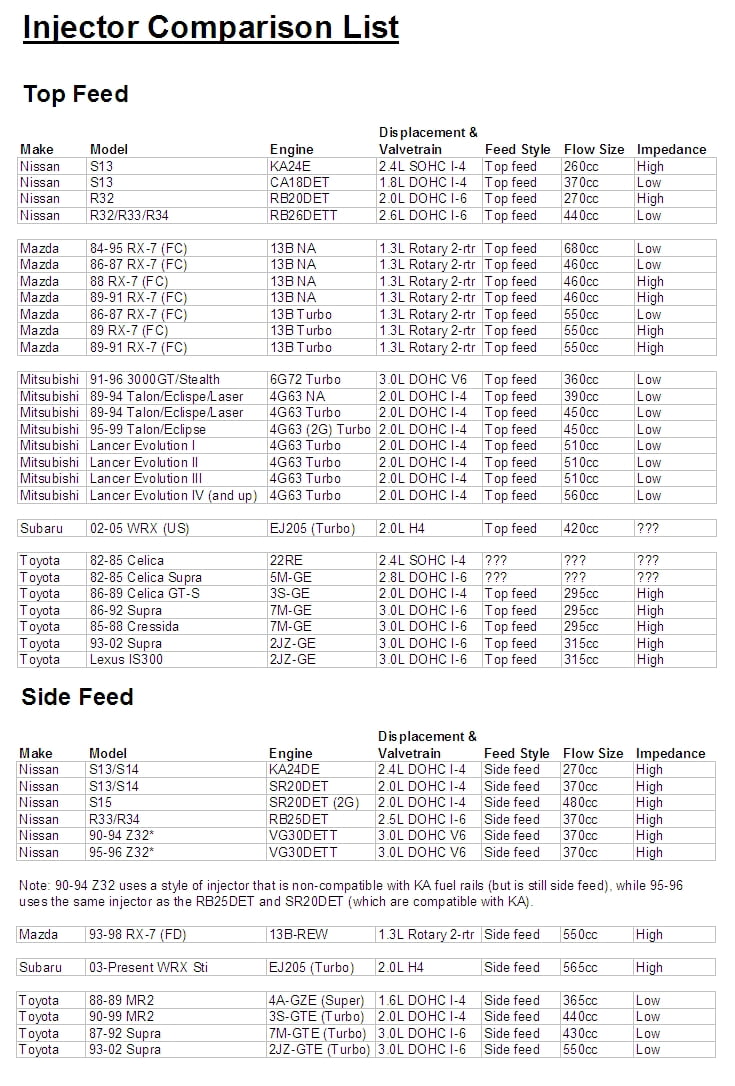 Injector Comparison List
Top Feed
Displacement &
Make Model Engine Valvetrain Feed Style Flow Size Impedance
Nissan S13 KA24E 2.4L SOHC I-4 Top feed 260cc High
Nissan S13 CA18DET 1.8L DOHC I-4 Top feed 370cc Low
Nissan R32 RB20DET 2.0L DOHC I-6 Top feed 270cc High
Nissan R32/R33/R34 RB26DETT 2.6L DOHC I-6 Top feed 440cc Low
Mazda 84-95 RX-7 (FC) 13B NA 1.3L Rotary 2-rtr Top feed 680cc Low
Mazda 86-87 RX-7 (FC) 13B NA 1.3L Rotary 2-rtr Top feed 460cc Low
Mazda 88 RX-7 (FC) 13B NA 1.3L Rotary 2-rtr Top feed 460cc High
Mazda 89-91 RX-7 (FC) 13B NA 1.3L Rotary 2-rtr Top feed 460cc High
Mazda 86-87 RX-7 (FC) 13B Turbo 1.3L Rotary 2-rtr Top feed 550cc Low
Mazda 89 RX-7 (FC) 13B Turbo 1.3L Rotary 2-rtr Top feed 550cc High
Mazda 89-91 RX-7 (FC) 13B Turbo 1.3L Rotary 2-rtr Top feed 550cc High
Mitsubishi 91-96 3000GT/Stealth 6G72 Turbo 3.0L DOHC V6 Top feed 360cc Low
Mitsubishi 89-94 Talon/Eclispe/Laser 4G63 NA 2.0L DOHC I-4 Top feed 390cc Low
Mitsubishi 89-94 Talon/Eclispe/Laser 4G63 Turbo 2.0L DOHC I-4 Top feed 450cc Low
Mitsubishi 95-99 Talon/Eclipse 4G63 (2G) Turbo 2.0L DOHC I-4 Top feed 450cc Low
Mitsubishi Lancer Evolution I 4G63 Turbo 2.0L DOHC I-4 Top feed 510cc Low
Mitsubishi Lancer Evolution II 4G63 Turbo 2.0L DOHC I-4 Top feed 510cc Low
Mitsubishi Lancer Evolution III 4G63 Turbo 2.0L DOHC I-4 Top feed 510cc Low
Mitsubishi Lancer Evolution IV (and up) 4G63 Turbo 2.0L DOHC I-4 Top feed 560cc Low
Subaru 02-05 WRX (US) EJ205 (Turbo) 2.0L H4 Top feed 420cc ???
Toyota 82-85 Celica 22RE 2.4L SOHC I-4 ??? ??? ???
Toyota 82-85 Celica Supra 5M-GE 2.8L DOHC I-6 ??? ??? ???
Toyota 86-89 Celica GT-S 3S-GE 2.0L DOHC I-4 Top feed 295cc High
Toyota 86-92 Supra 7M-GE 3.0L DOHC I-6 Top feed 295cc High
Toyota 85-88 Cressida 7M-GE 3.0L DOHC I-6 Top feed 295cc High
Toyota 93-02 Supra 2JZ-GE 3.0L DOHC I-6 Top feed 315cc High
Toyota Lexus IS300 2JZ-GE 3.0L DOHC I-6 Top feed 315cc High
Side Feed
Displacement &
Make Model Engine Valvetrain Feed Style Flow Size Impedance
Nissan S13/S14 KA24DE 2.4L DOHC I-4 Side feed 270cc High
Nissan S13/S14 SR20DET 2.0L DOHC I-4 Side feed 370cc High
Nissan S15 SR20DET (2G) 2.0L DOHC I-4 Side feed 480cc High
Nissan R33/R34 RB25DET 2.5L DOHC I-6 Side feed 370cc High
Nissan 90-94 Z32* VG30DETT 3.0L DOHC V6 Side feed 370cc High
Nissan 95-96 Z32* VG30DETT 3.0L DOHC V6 Side feed 370cc High
Note: 90-94 Z32 uses a style of injector that is non-compatible with KA fuel rails (but is still side feed), while 95-96
uses the same injector as the RB25DET and SR20DET (which are compatible with KA).
Mazda 93-98 RX-7 (FD) 13B-REW 1.3L Rotary 2-rtr Side feed 550cc High
Subaru 03-Present WRX Sti EJ205 (Turbo) 2.0L H4 Side feed 565cc High
Toyota 88-89 MR2 4A-GZE (Super) 1.6L DOHC I-4 Side feed 365cc Low
Toyota 90-99 MR2 3S-GTE (Turbo) 2.0L DOHC I-4 Side feed 440cc Low
Toyota 87-92 Supra 7M-GTE (Turbo) 3.0L DOHC I-6 Side feed 430cc Low
Toyota 93-02 Supra 2JZ-GTE (Turbo) 3.0L DOHC I-6 Side feed 550cc Low